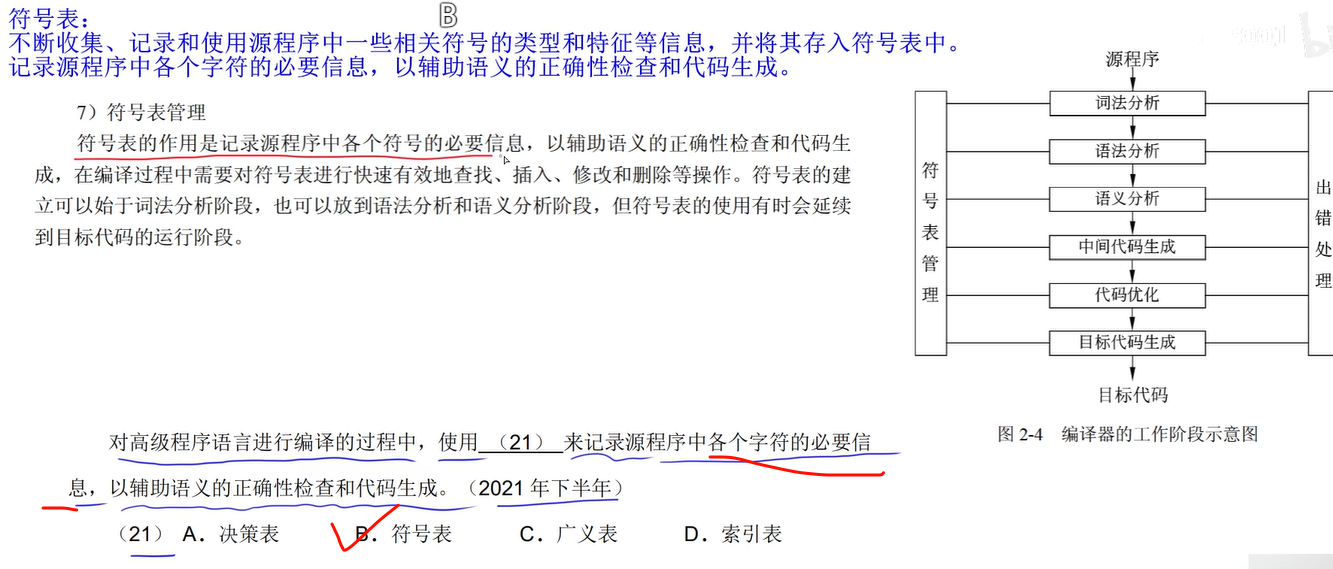 B
符号表：
不断收集、记录和使用源程序中一些相关符号的类型和特征等信息，并将其存入符号表中。
记录源程序中各个字符的必要信息，以辅助语义的正确性检查和代码生成。
7）符号表管理
符号表的作用是记录源程序中各个符号的必要信息，以辅助语义的正确性检查和代码生
成，在编译过程中需要对符号表进行快速有效地查找、插入、修改和删除等操作。符号表的建
立可以始于词法分析阶段，也可以放到语法分析和语义分析阶段，但符号表的使用有时会延续
到目标代码的运行阶段。
源程序
词法分析
语法分析
语义分析
中间代码生成
代码优化
目标代码生成
目标代码
符号表管理
出错处理
图 2-4 编译器的工作阶段示意图
对高级程序语言进行编译的过程中，使用（21）来记录源程序中各个字符的必要信
息，以辅助语义的正确性检查和代码生成。（2021 年下半年）
（21） A．决策表 B．符号表 C．广义表 D．索引表